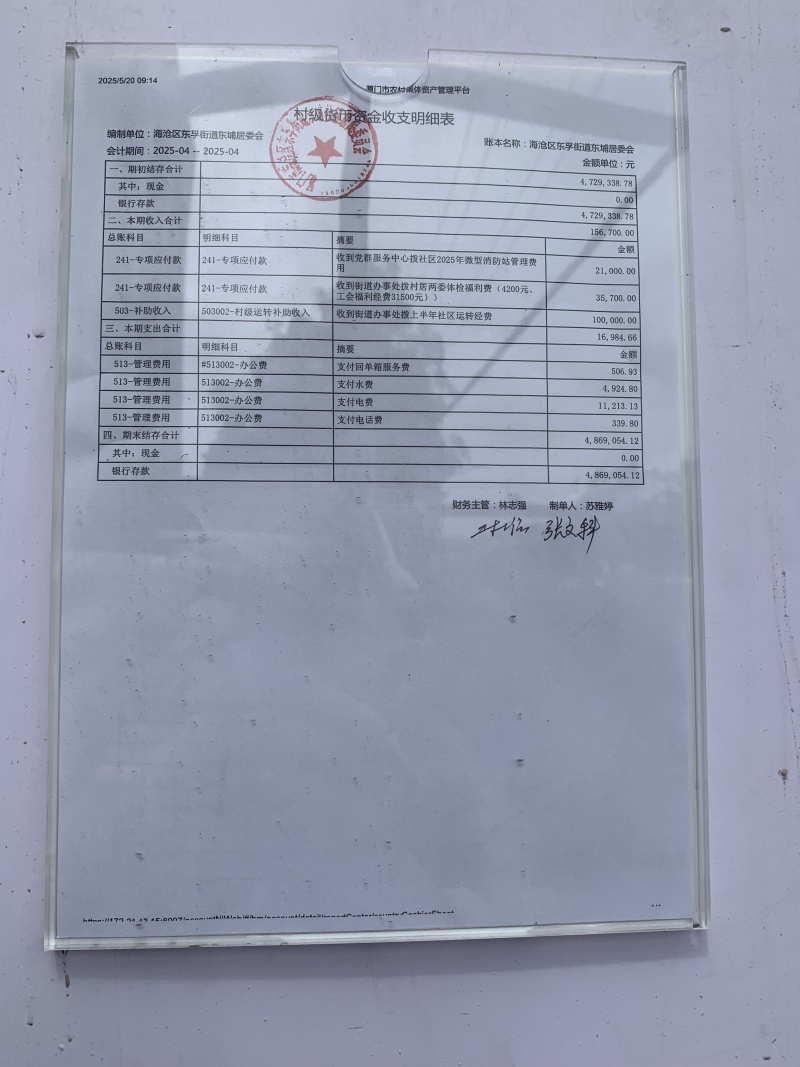 2025/5/20 09:14
厦门市农村集体资产管理平台
村级货币资金收支明细表
编制单位：海沧区东孚街道东埔居委会
账本名称：海沧区东孚街道东埔居委会
会计期间：2025-04 -- 2025-04
金额单位：元
一、期初结存合计 4,729,338.78
其中：现金 0.00
银行存款 4,729,338.78
二、本期收入合计 156,700.00
总账科目 明细科目 摘要 金额
241-专项应付款 241-专项应付款 收到党群服务中心拨社区2025年微型消防站管理费 21,000.00
用
241-专项应付款 241-专项应付款 收到街道办事处拨村居两委体检福利费（4200元、 35,700.00
工会福利经费31500元））
503-补助收入 503002-村级运转补助收入 收到街道办事处拨上半年社区运转经费 100,000.00
三、本期支出合计 16,984.66
总账科目 明细科目 摘要 金额
513-管理费用 #513002-办公费 支付回单箱服务费 506.93
513-管理费用 513002-办公费 支付水费 4,924.80
513-管理费用 513002-办公费 支付电费 11,213.13
513-管理费用 513002-办公费 支付电话费 339.80
四、期末结存合计 4,869,054.12
其中：现金 0.00
银行存款 4,869,054.12
财务主管：林志强 制单人：苏雅婷
张文科